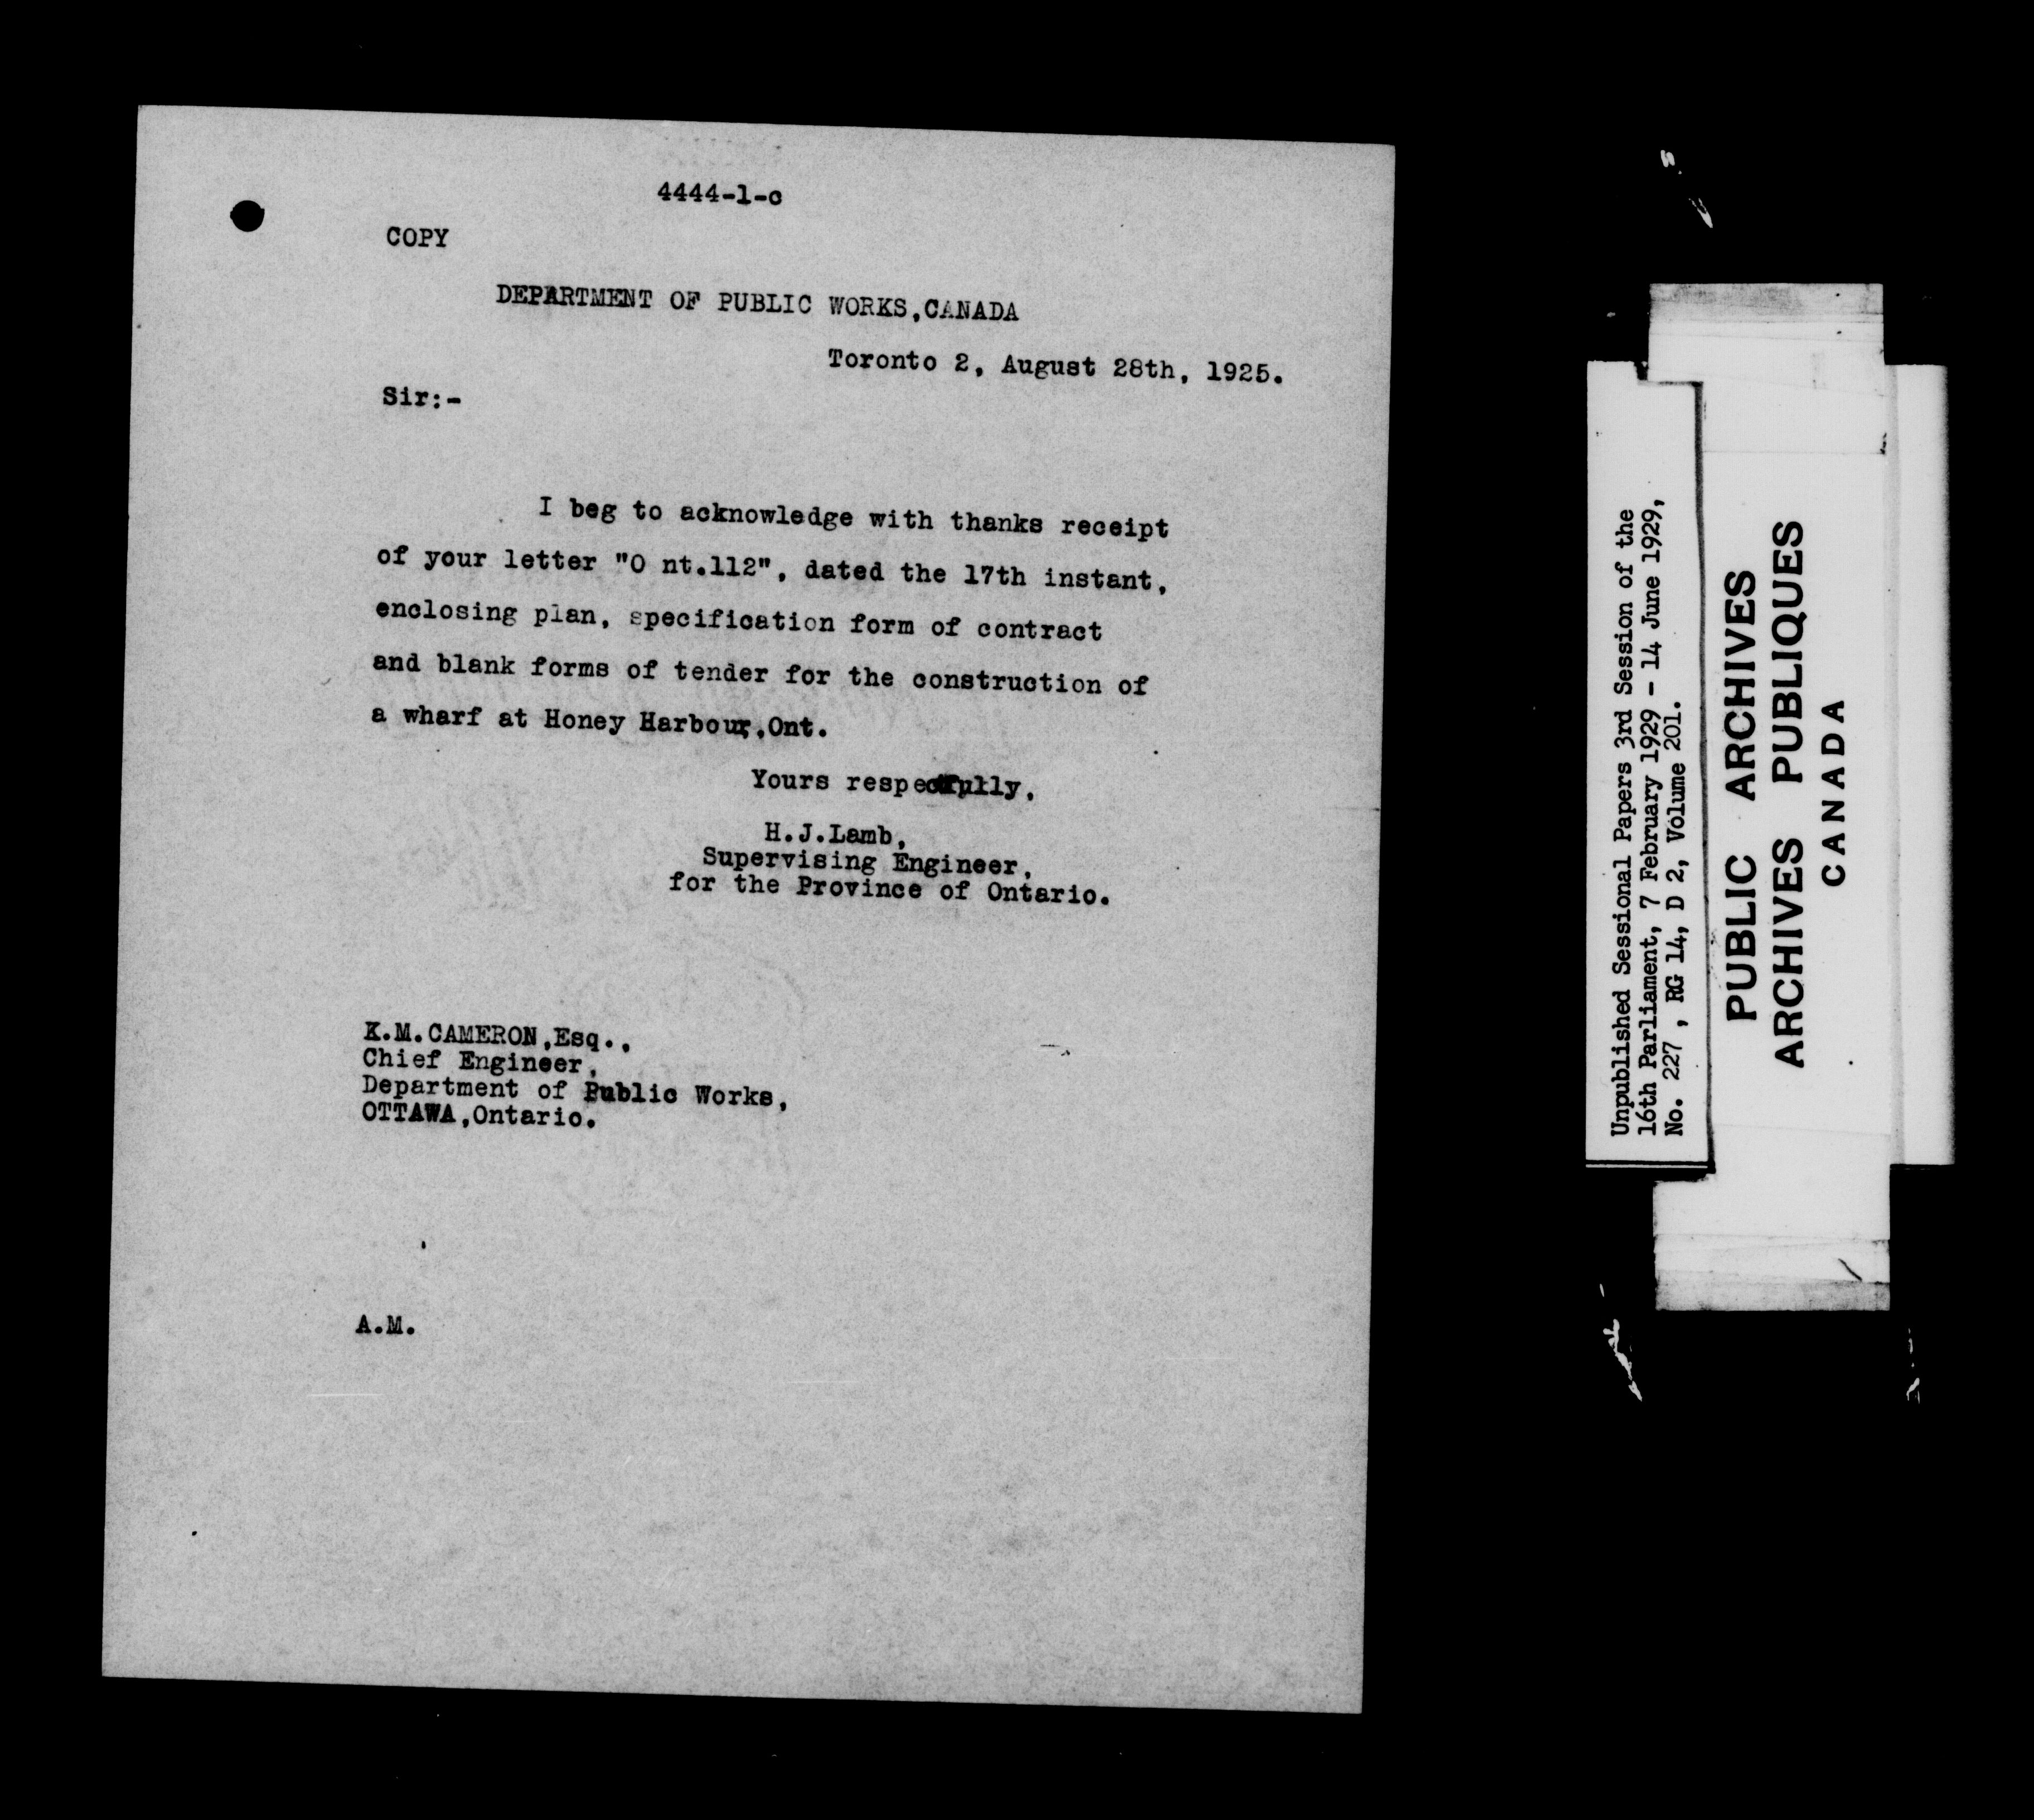 4444-1-c
COPY
DEPARTMENT OF PUBLIC WORKS,CANADA
Toronto 2, August 28th, 1925.
Sir:-
I beg to acknowledge with thanks receipt
of your letter "O nt.112", dated the 17th instant,
enclosing plan, specification form of contract
and blank forms of tender for the construction of
a wharf at Honey Harbour,.Ont.
Yours respectfully,
H.J.Lamb,
Supervising Engineer,
for the Province of Ontario.
K.M.CAMERON,Esq.,
Chief Engineer,
Department of Public Works,
OTTAWA,Ontario.
A.M.
Unpublished Sessional Papers 3rd Session of the
16th Parliament, 7 February 1929 - 14 June 1929,
No. 227 , RG 14, D 2, Volume 201.
PUBLIC ARCHIVES
ARCHIVES PUBLIQUES
CANADA